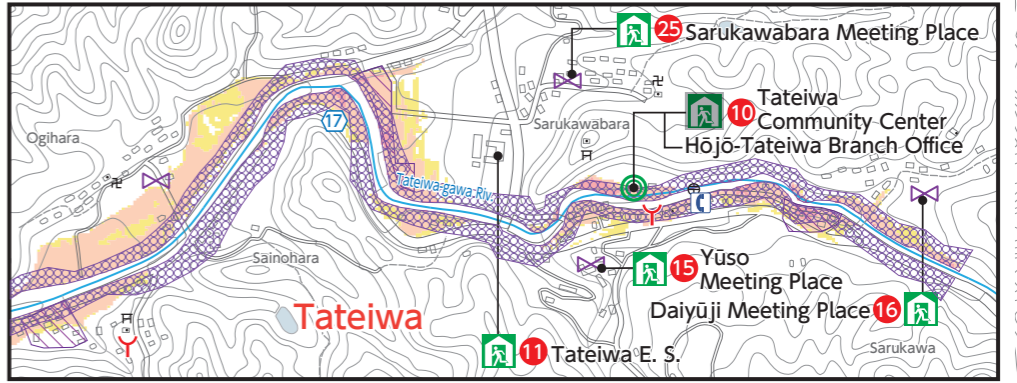 25 Sarukawabara Meeting Place
10 Tateiwa
Community Center
Hōjō-Tateiwa Branch Office
Ogihara
17
Sarukawabara
Tateiwa-gawa Riv.
Sainohara
15 Yūso
Meeting Place
Daiyūji Meeting Place 16
Tateiwa
11 Tateiwa E. S.
Sarukawa